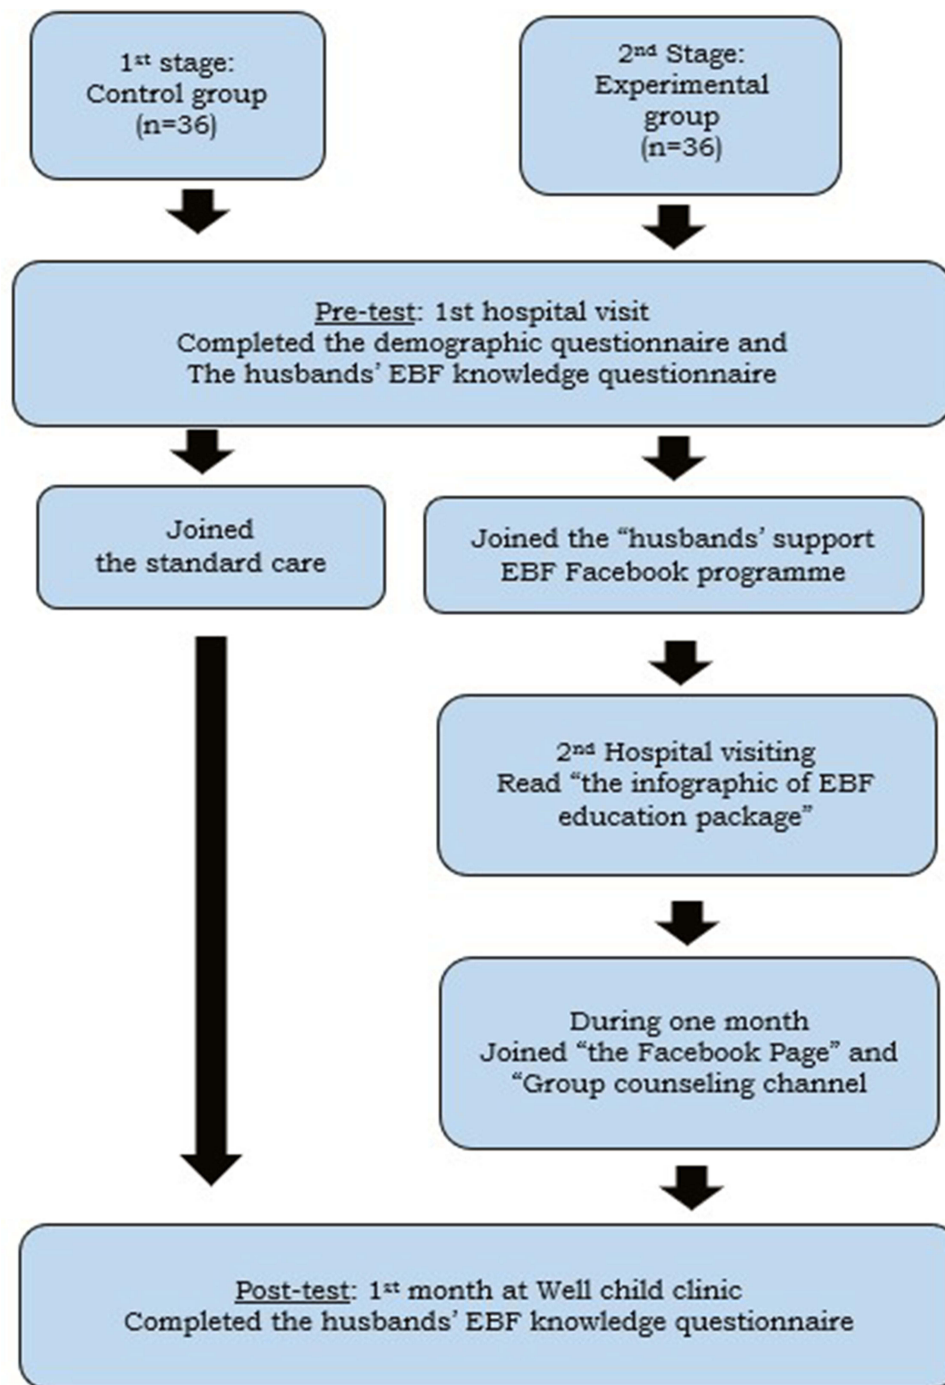 1st stage:
Control group
(n=36)
2nd Stage:
Experimental
group
(n=36)
Pre-test: 1st hospital visit
Completed the demographic questionnaire and
The husbands’ EBF knowledge questionnaire
Joined
the standard care
Joined the “husbands’ support
EBF Facebook programme
2nd Hospital visiting
Read “the infographic of EBF
education package”
During one month
Joined “the Facebook Page” and
“Group counseling channel
Post-test: 1st month at Well child clinic
Completed the husbands’ EBF knowledge questionnaire